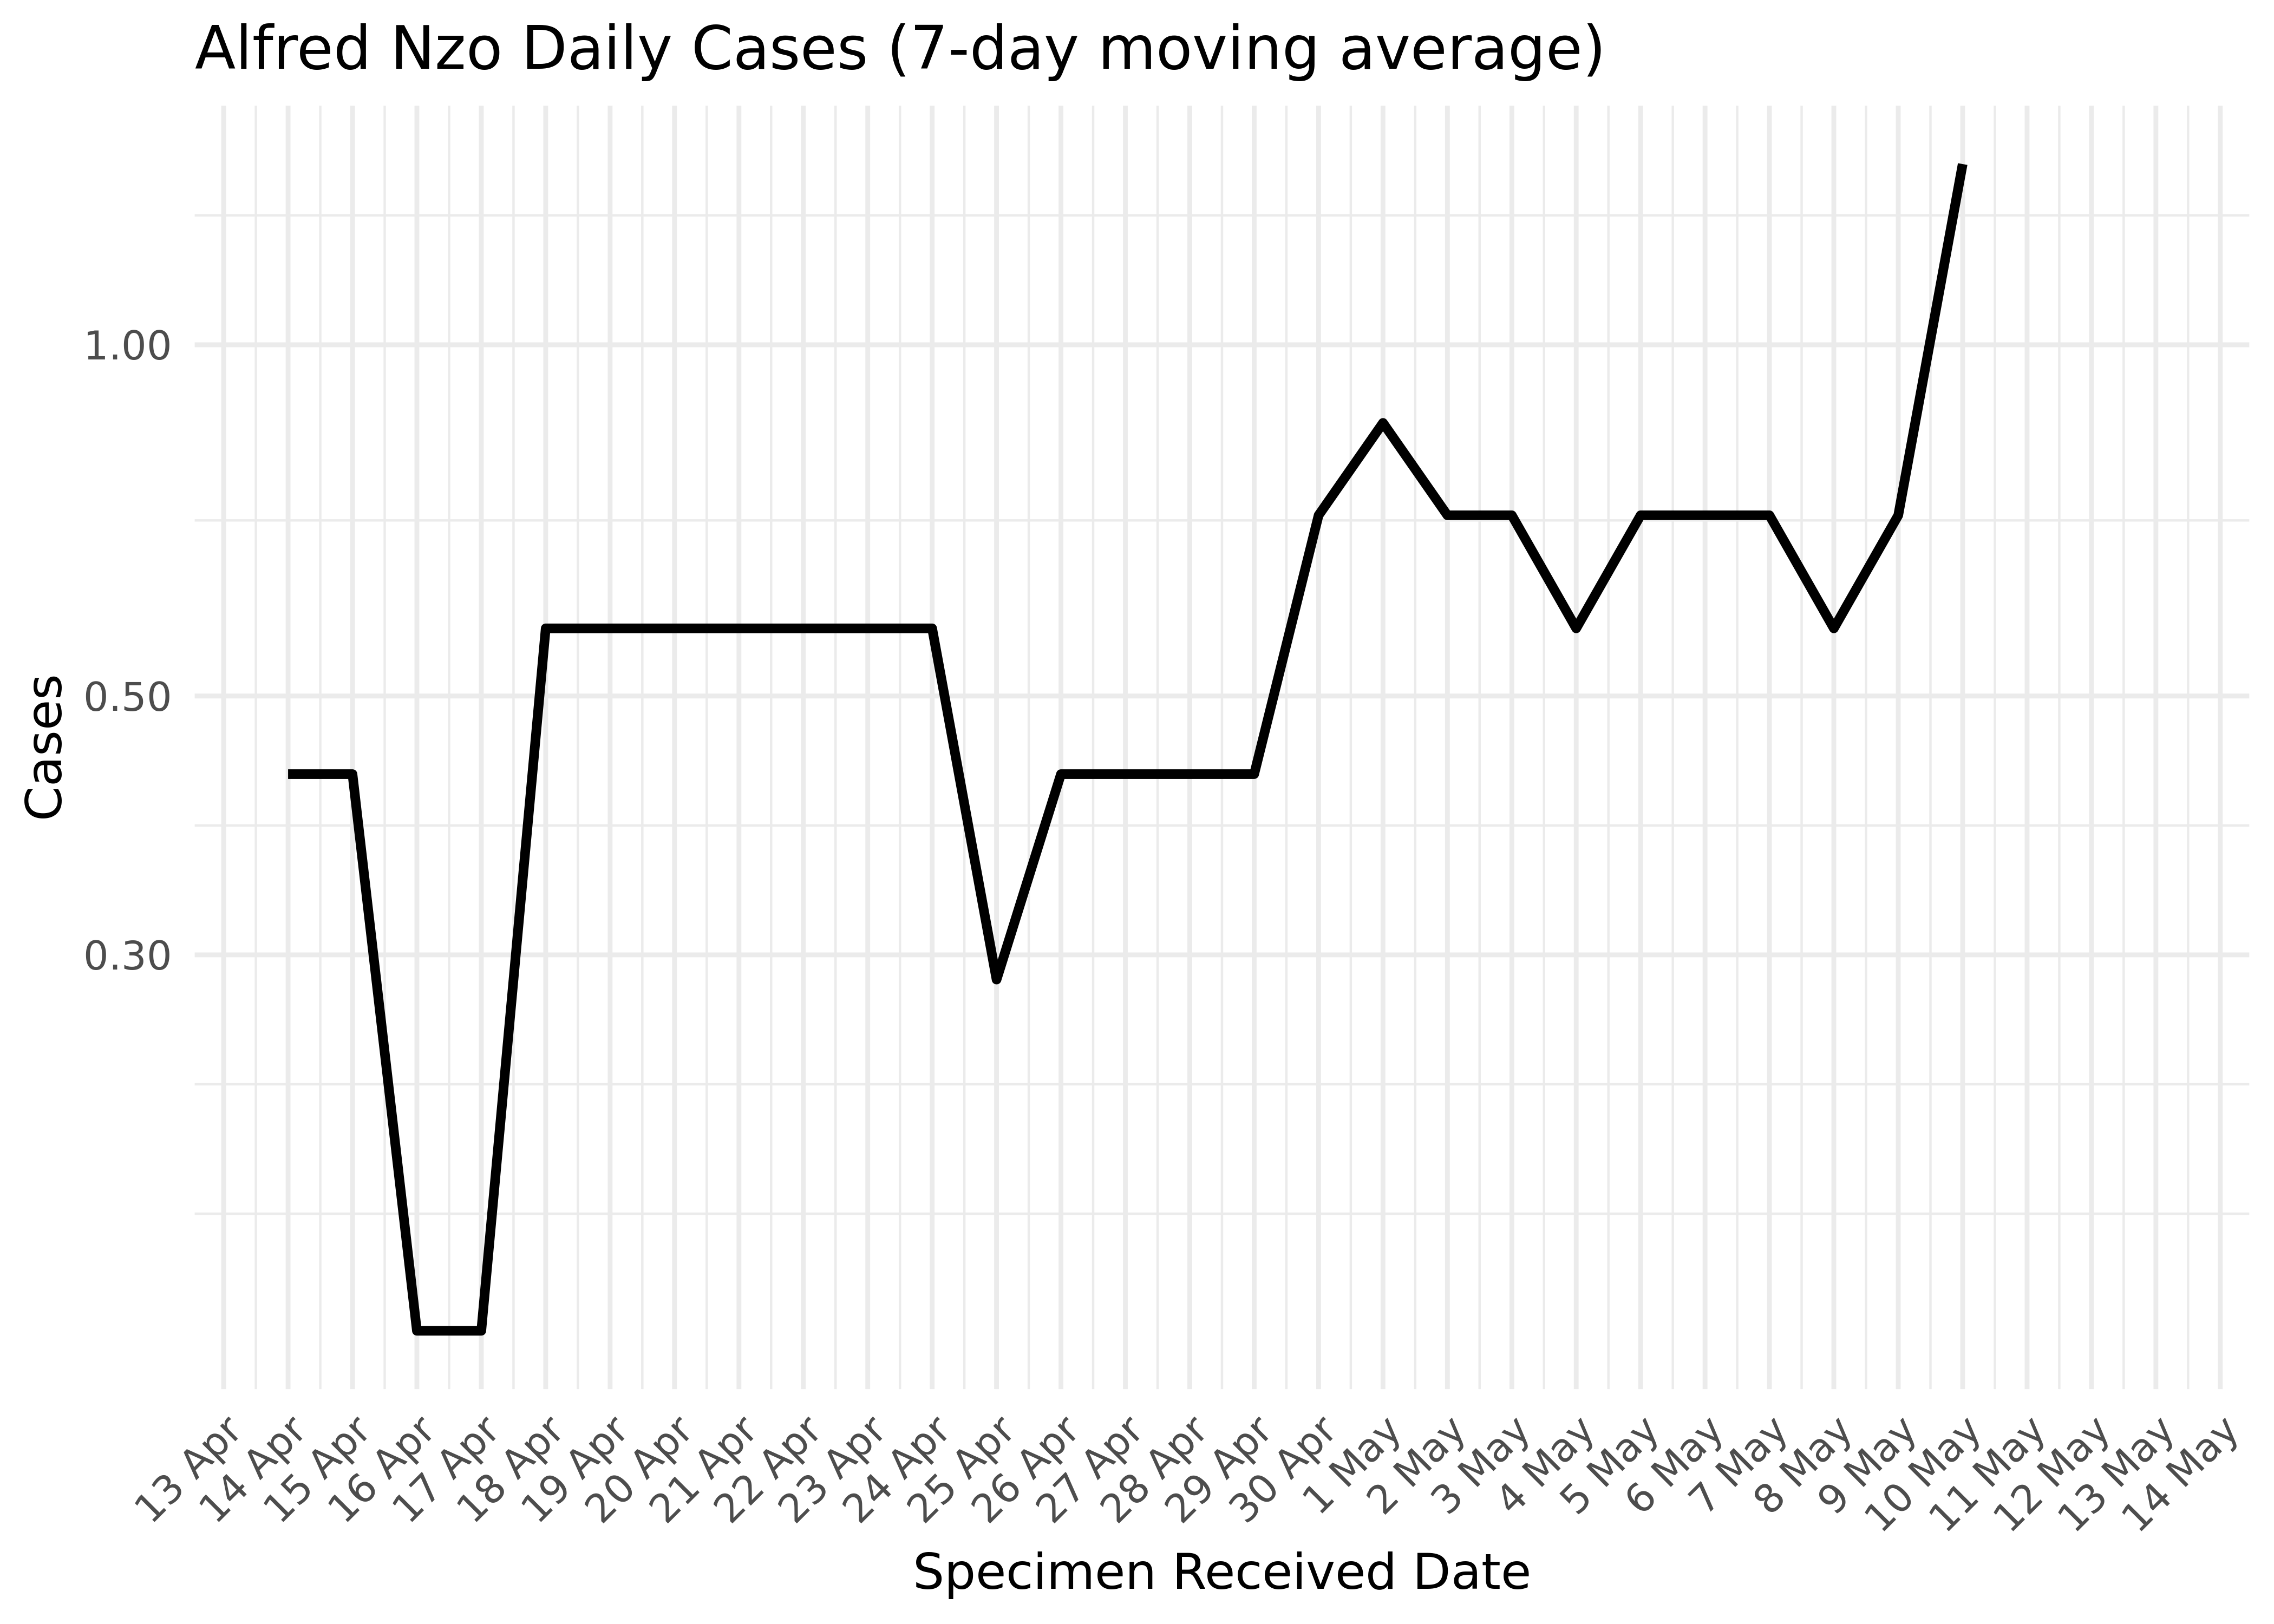 Alfred Nzo Daily Cases (7-day moving average)
Cases
1.00
0.50
0.30
13 Apr
14 Apr
15 Apr
16 Apr
17 Apr
18 Apr
19 Apr
20 Apr
21 Apr
22 Apr
23 Apr
24 Apr
25 Apr
26 Apr
27 Apr
28 Apr
29 Apr
30 Apr
1 May
2 May
3 May
4 May
5 May
6 May
7 May
8 May
9 May
10 May
11 May
12 May
13 May
14 May
Specimen Received Date